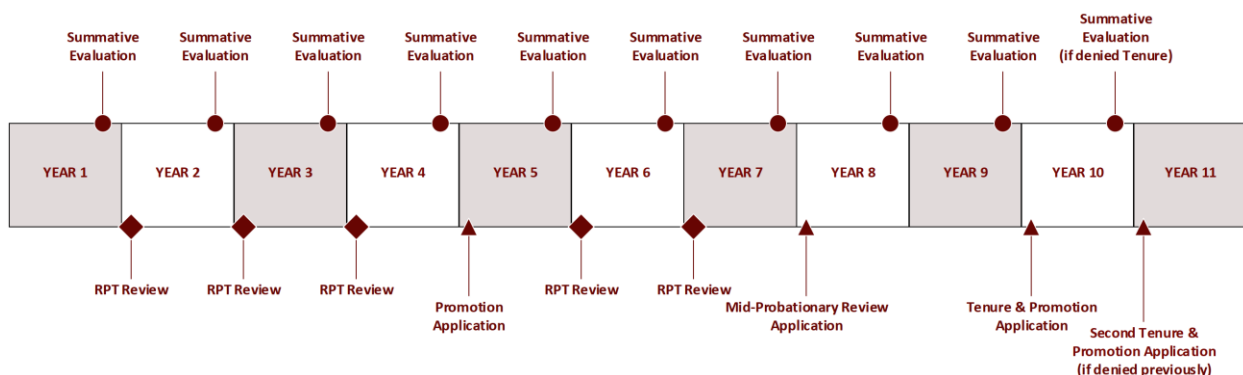 Summative
Evaluation
Summative
Evaluation
Summative
Evaluation
Summative
Evaluation
Summative
Evaluation
Summative
Evaluation
Summative
Evaluation
Summative
Evaluation
Summative
Evaluation
Summative
Evaluation
(if denied Tenure)
YEAR 1
YEAR 2
YEAR 3
YEAR 4
YEAR 5
YEAR 6
YEAR 7
YEAR 8
YEAR 9
YEAR 10
YEAR 11
RPT Review
RPT Review
RPT Review
Promotion
Application
RPT Review
RPT Review
Mid-Probationary Review
Application
Tenure & Promotion
Application
Second Tenure &
Promotion Application
(if denied previously)